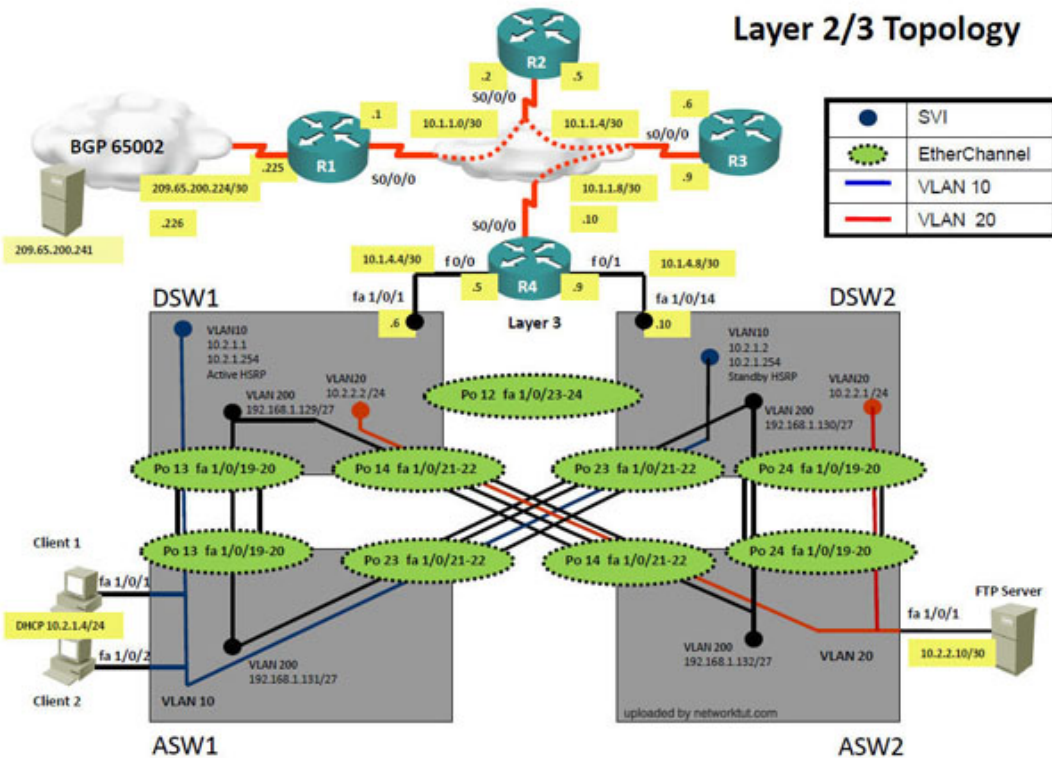 Layer 2/3 Topology
R2
.2
.5
S0/0/0
.1
10.1.1.0/30
10.1.1.4/30
.6
s0/0/0
BGP 65002
R1
R3
.225
S0/0/0
.9
209.65.200.224/30
10.1.1.8/30
.226
.10
209.65.200.241
S0/0/0
SVI
EtherChannel
VLAN 10
VLAN 20
10.1.4.4/30
f 0/0
R4
f 0/1
10.1.4.8/30
.5
.9
DSW1
fa 1/0/1
fa 1/0/14
DSW2
.6
Layer 3
.10
VLAN10
10.2.1.1
10.2.1.254
Active HSRP
VLAN20
10.2.2.2 /24
VLAN 200
192.168.1.129/27
Po 12 fa 1/0/23-24
VLAN10
10.2.1.2
10.2.1.254
Standby HSRP
VLAN20
10.2.2.1 /24
VLAN 200
192.168.1.130/27
Po 13 fa 1/0/19-20
Po 14 fa 1/0/21-22
Po 23 fa 1/0/21-22
Po 24 fa 1/0/19-20
Po 13 fa 1/0/19-20
Po 23 fa 1/0/21-22
Po 14 fa 1/0/21-22
Po 24 fa 1/0/19-20
Client 1
fa 1/0/1
DHCP 10.2.1.4/24
fa 1/0/2
Client 2
VLAN 200
192.168.1.131/27
VLAN 10
VLAN 200
192.168.1.132/27
VLAN 20
FTP Server
fa 1/0/1
10.2.2.10/30
uploaded by networktut.com
ASW1
ASW2